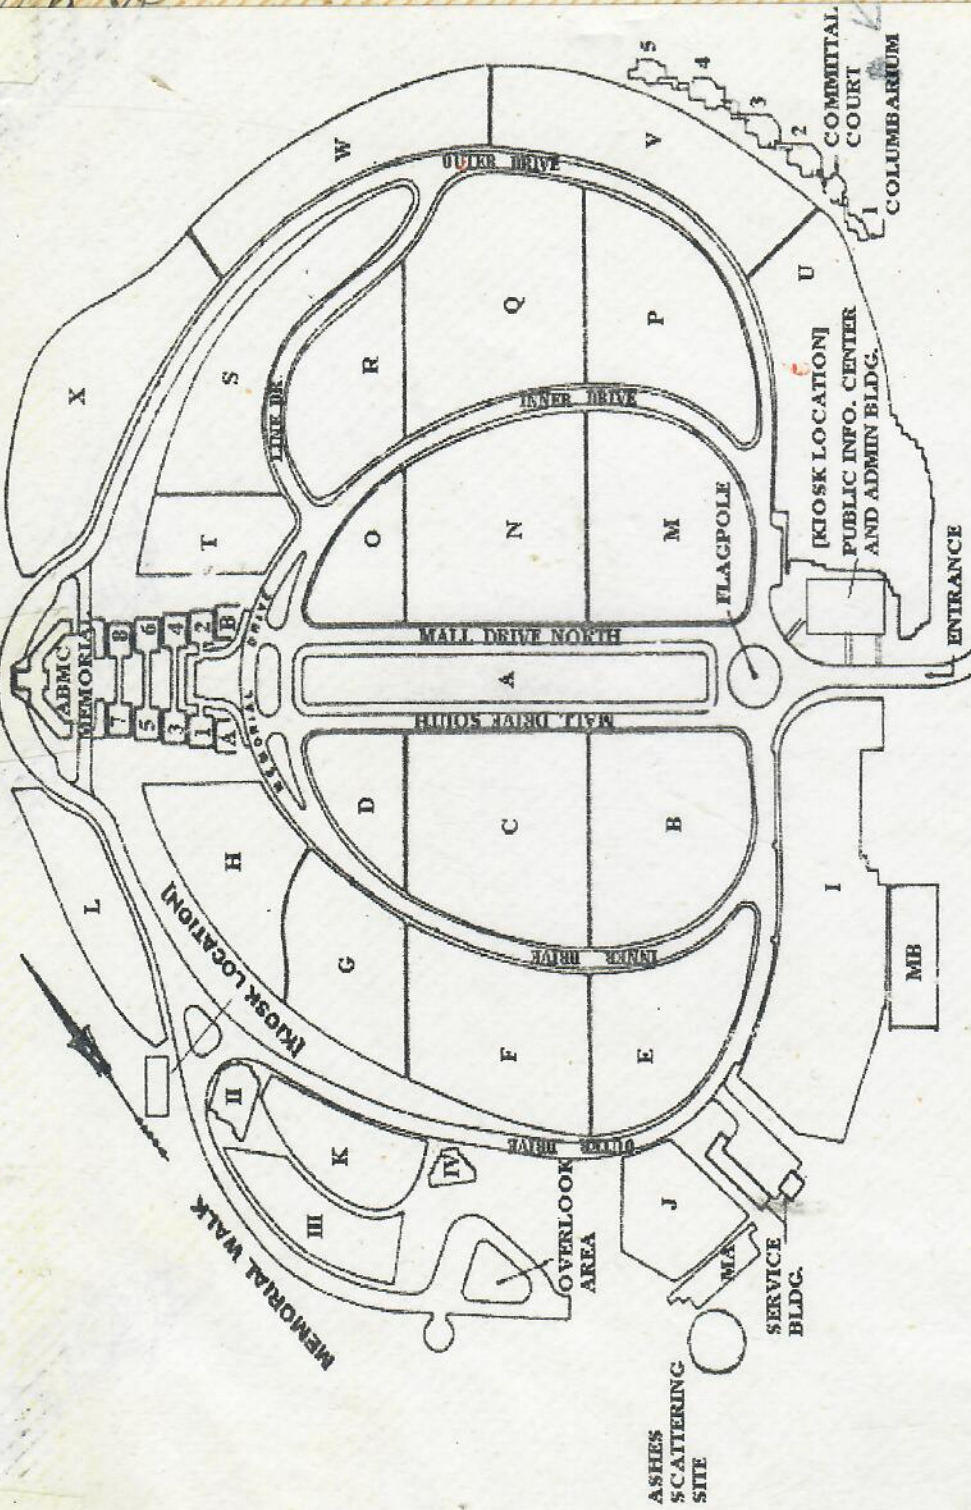 W
OUTER DRIVE
V
5
4
3
2
COMMITTAL
COURT
1
COLUMBARIUM
X
S
LINE DR.
R
Q
P
U
INNER DRIVE
[KIOSK LOCATION]
PUBLIC INFO. CENTER
AND ADMIN BLDG.
T
O
N
M
FLAGPOLE
ENTRANCE
ABMC
MEMORIA
8
6
4
2
B
7
5
3
1
A
MEMORIAL DRIVE
MALL DRIVE NORTH
A
MALL DRIVE SOUTH
L
H
D
C
B
I
[KIOSK LOCATION]
G
INNER DRIVE
MB
F
E
II
K
III
IV
OUTER DRIVE
MEMORIAL WALK
OVERLOOK
AREA
J
MA
SERVICE
BLDG.
ASHES
SCATTERING
SITE